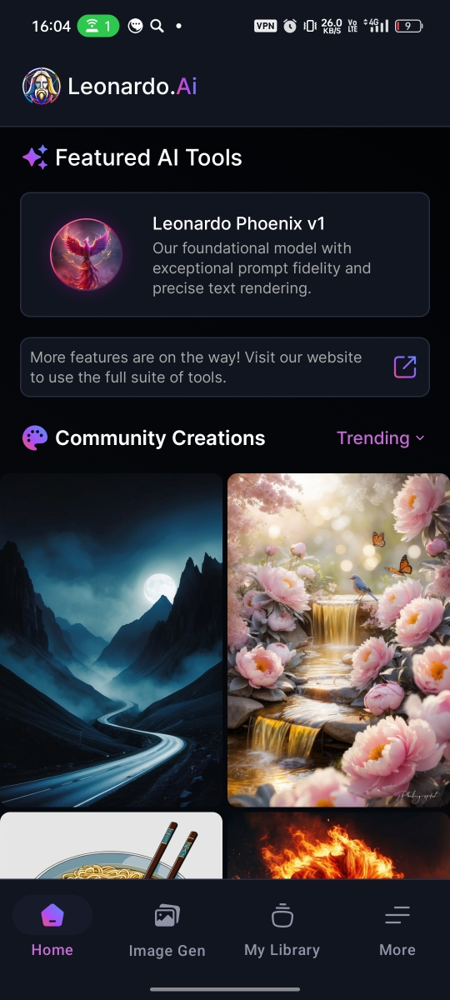 16:04
1
VPN
26.0
KB/S
Vo
LTE
4G
9
Leonardo.Ai
Featured AI Tools
Leonardo Phoenix v1
Our foundational model with
exceptional prompt fidelity and
precise text rendering.
More features are on the way! Visit our website
to use the full suite of tools.
Community Creations
Trending
Home
Image Gen
My Library
More